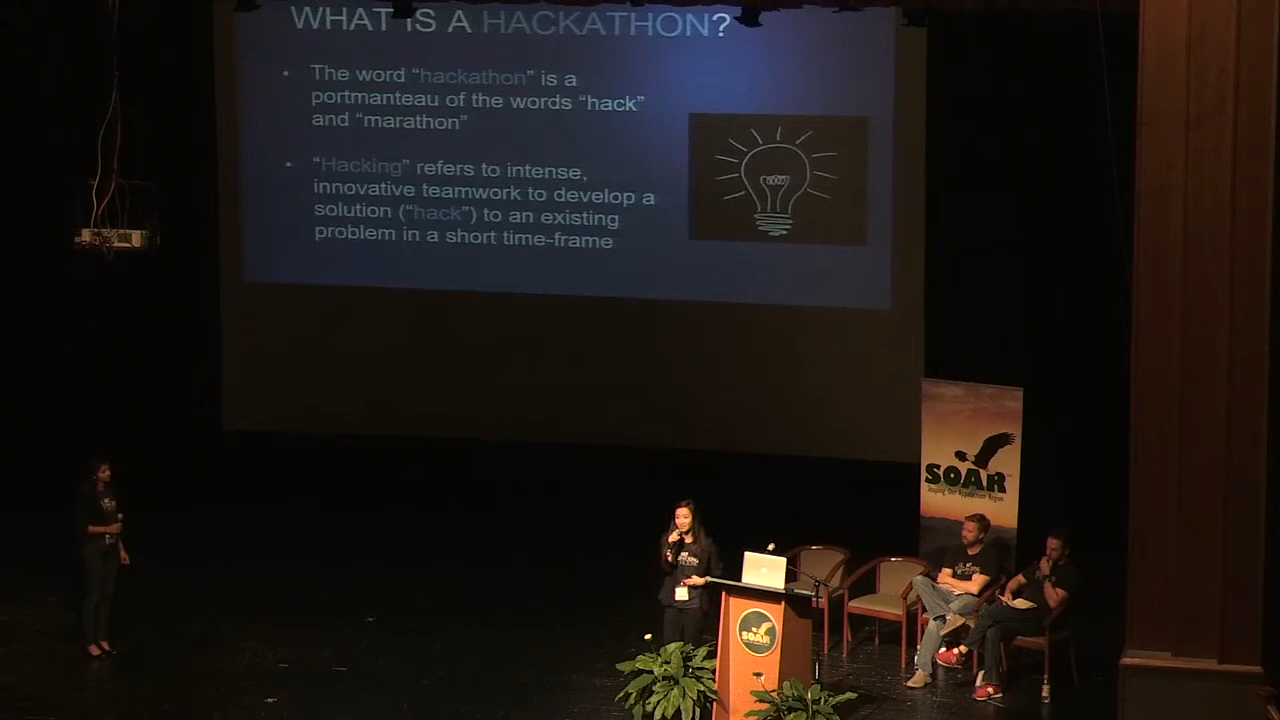 WHAT IS A HACKATHON?
• The word “hackathon” is a
portmanteau of the words “hack”
and “marathon”
• “Hacking” refers to intense,
innovative teamwork to develop a
solution (“hack”) to an existing
problem in a short time-frame
SOAR
Shaping Our Appalachian Region
SOAR